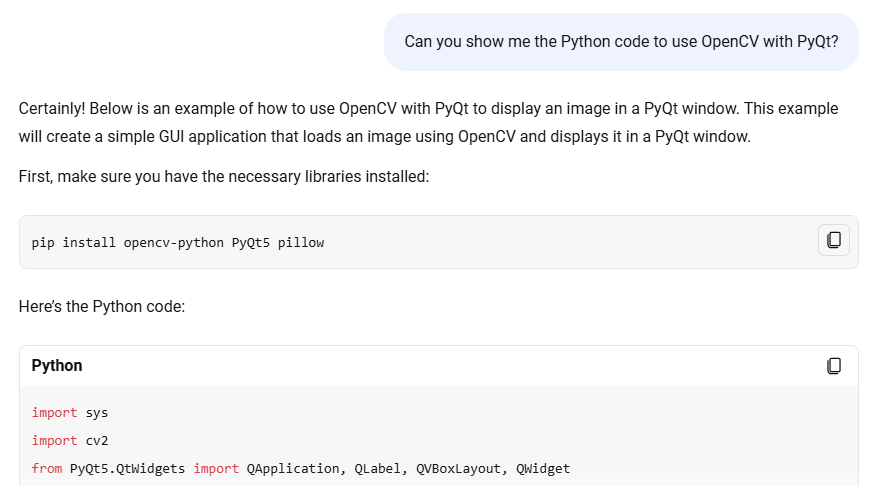 Can you show me the Python code to use OpenCV with PyQt?
Certainly! Below is an example of how to use OpenCV with PyQt to display an image in a PyQt window. This example
will create a simple GUI application that loads an image using OpenCV and displays it in a PyQt window.
First, make sure you have the necessary libraries installed:
pip install opencv-python PyQt5 pillow
Here’s the Python code:
Python
import sys
import cv2
from PyQt5.QtWidgets import QApplication, QLabel, QVBoxLayout, QWidget